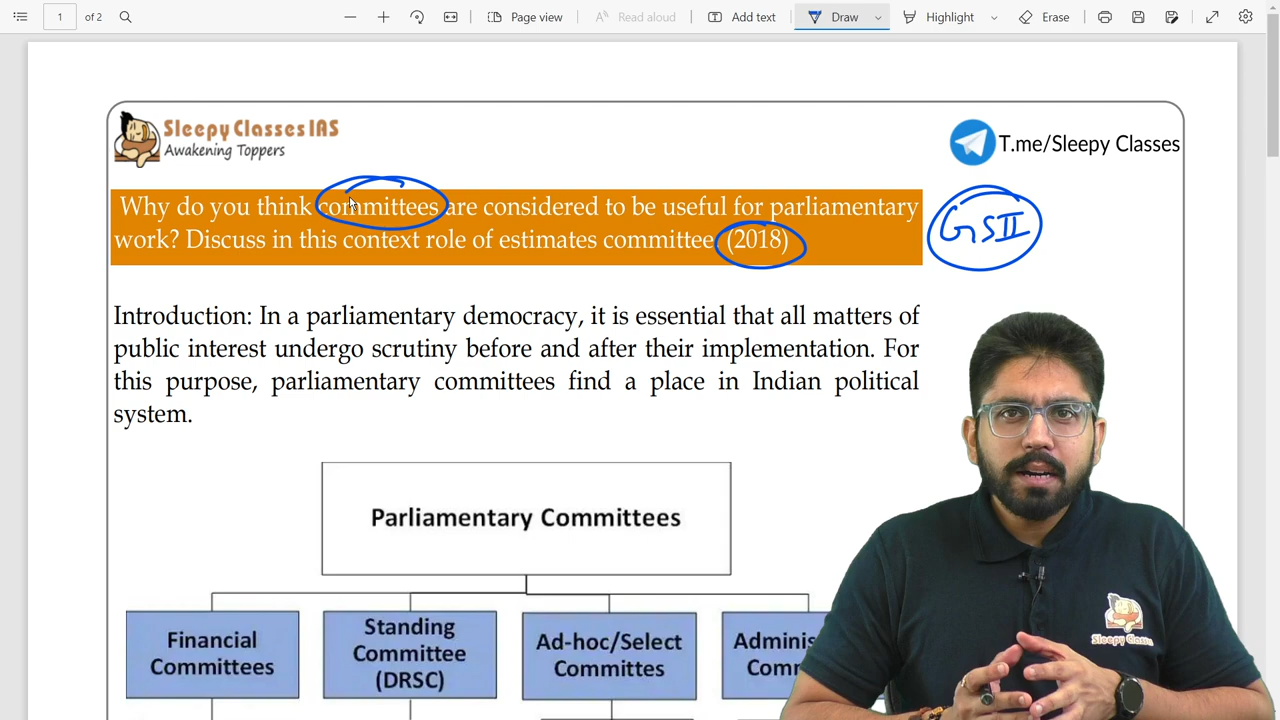 1
of 2
Page view
Read aloud
Add text
Draw
Highlight
Erase
Sleepy Classes IAS
Awakening Toppers
T.me/Sleepy Classes
Why do you think committees are considered to be useful for parliamentary
work? Discuss in this context role of estimates committee (2018)
GSII
Introduction: In a parliamentary democracy, it is essential that all matters of
public interest undergo scrutiny before and after their implementation. For
this purpose, parliamentary committees find a place in Indian political
system.
Parliamentary Committees
Financial
Committees
Standing
Committee
(DRSC)
Ad-hoc/Select
Committes
Sleepy